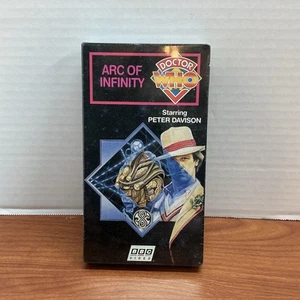 ARC OF
INFINITY
DOCTOR
WHO
Starring
PETER DAVISON
BBC
VIDEO